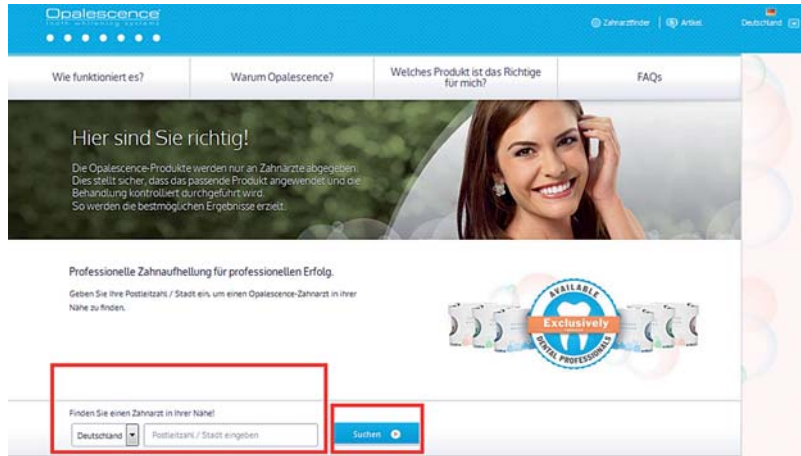 Opalescence
tooth whitening systems
Zahnarztfinder
Artikel
Deutschland
Wie funktioniert es?
Warum Opalescence?
Welches Produkt ist das Richtige
für mich?
FAQs
Hier sind Sie richtig!
Die Opalescence-Produkte werden nur an Zahnärzte abgegeben.
Dies stellt sicher, dass das passende Produkt angewendet und die
Behandlung kontrolliert durchgeführt wird.
So werden die bestmöglichen Ergebnisse erzielt.
Professionelle Zahnaufhellung für professionellen Erfolg.
Geben Sie Ihre Postleitzahl / Stadt ein, um einen Opalescence-Zahnarzt in ihrer
Nähe zu finden.
AVAILABLE
Exclusively
DENTAL PROFESSIONALS
Finden Sie einen Zahnarzt in Ihrer Nähe!
Deutschland
Postleitzahl / Stadt eingeben
Suchen